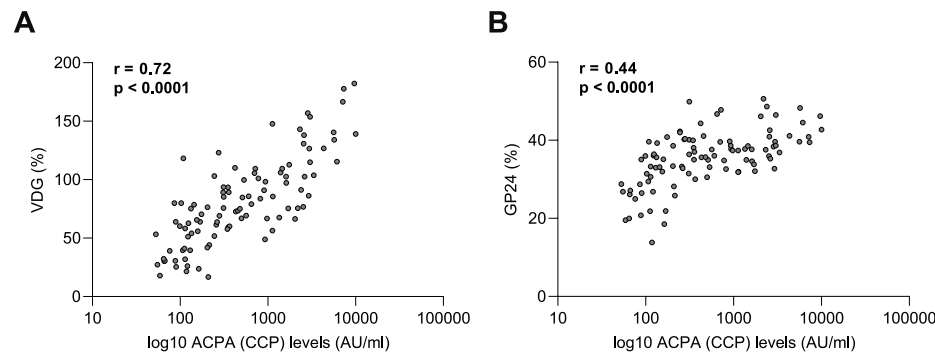 A
VDG (%)
200
150
100
50
0
r = 0.72
p < 0.0001
10 100 1000 10000 100000
log10 ACPA (CCP) levels (AU/ml)
B
GP24 (%)
60
40
20
0
r = 0.44
p < 0.0001
10 100 1000 10000 100000
log10 ACPA (CCP) levels (AU/ml)